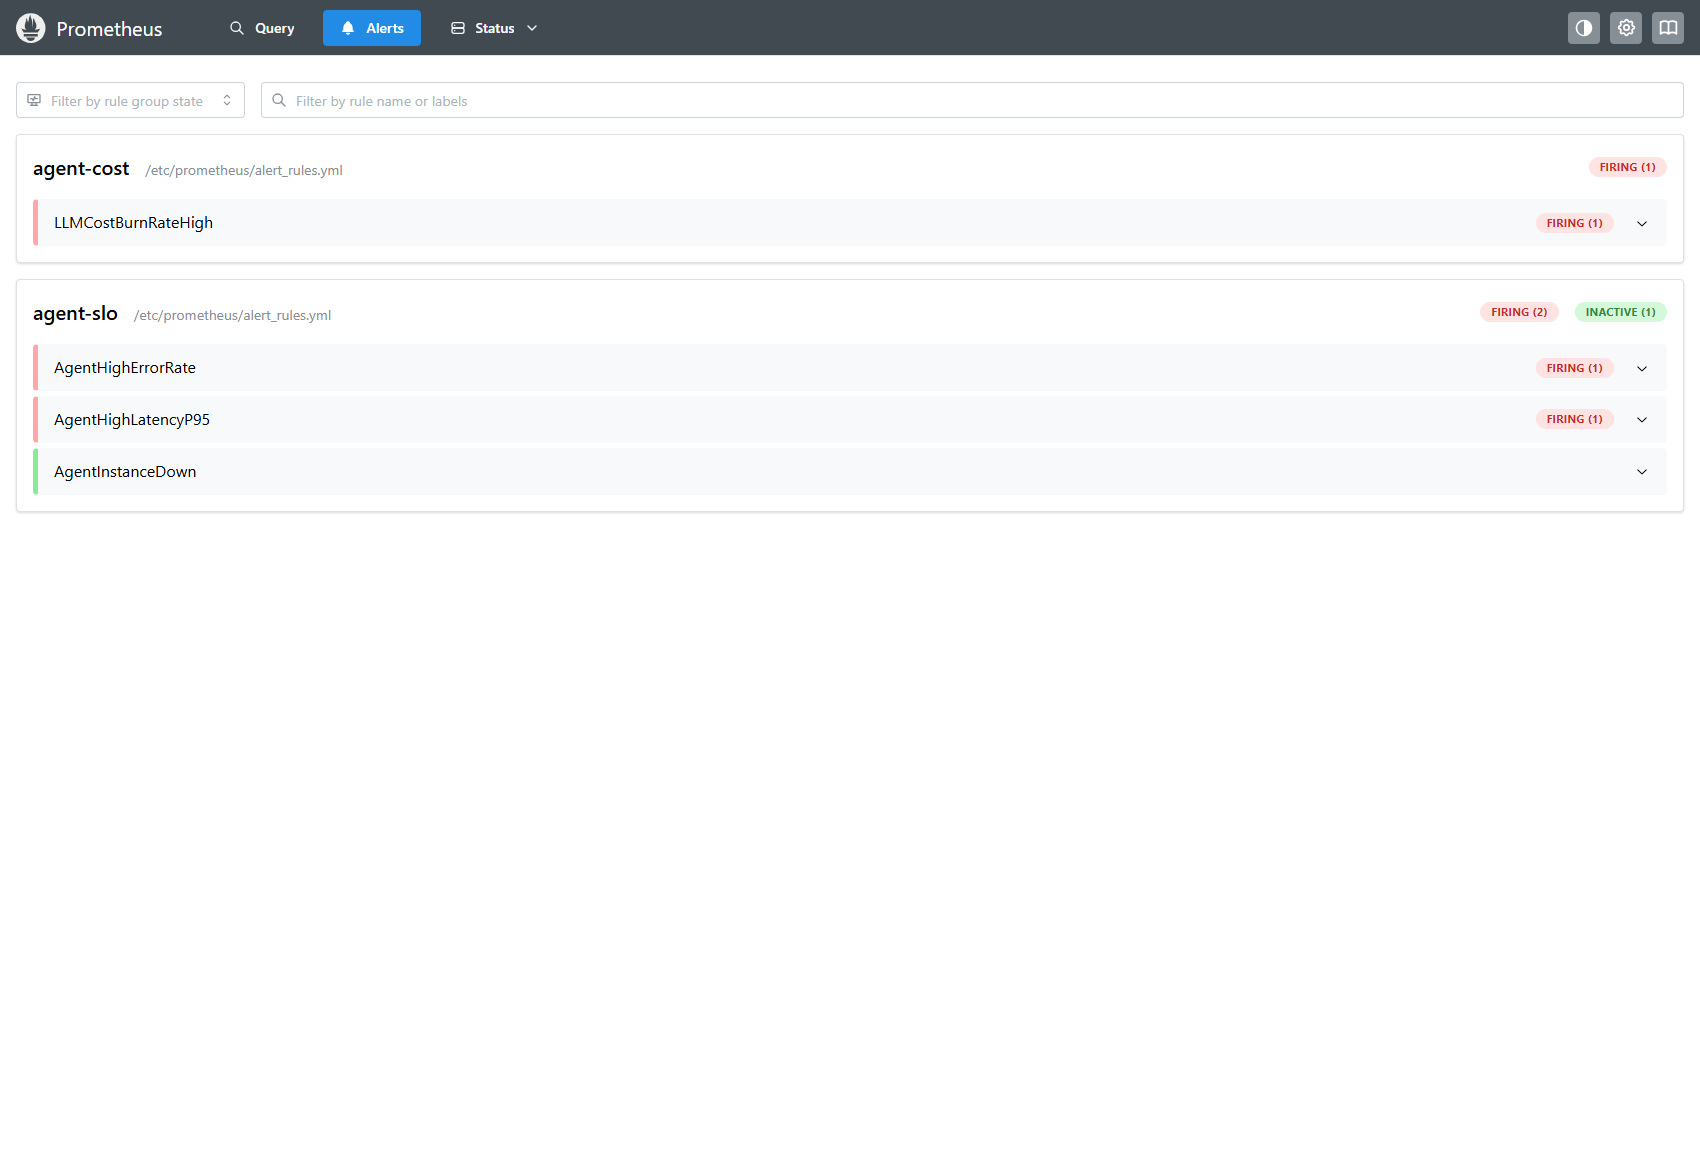 Prometheus Query Alerts Status
Filter by rule group state Filter by rule name or labels
agent-cost /etc/prometheus/alert_rules.yml FIRING (1)
LLMCostBurnRateHigh FIRING (1)
agent-slo /etc/prometheus/alert_rules.yml FIRING (2) INACTIVE (1)
AgentHighErrorRate FIRING (1)
AgentHighLatencyP95 FIRING (1)
AgentInstanceDown